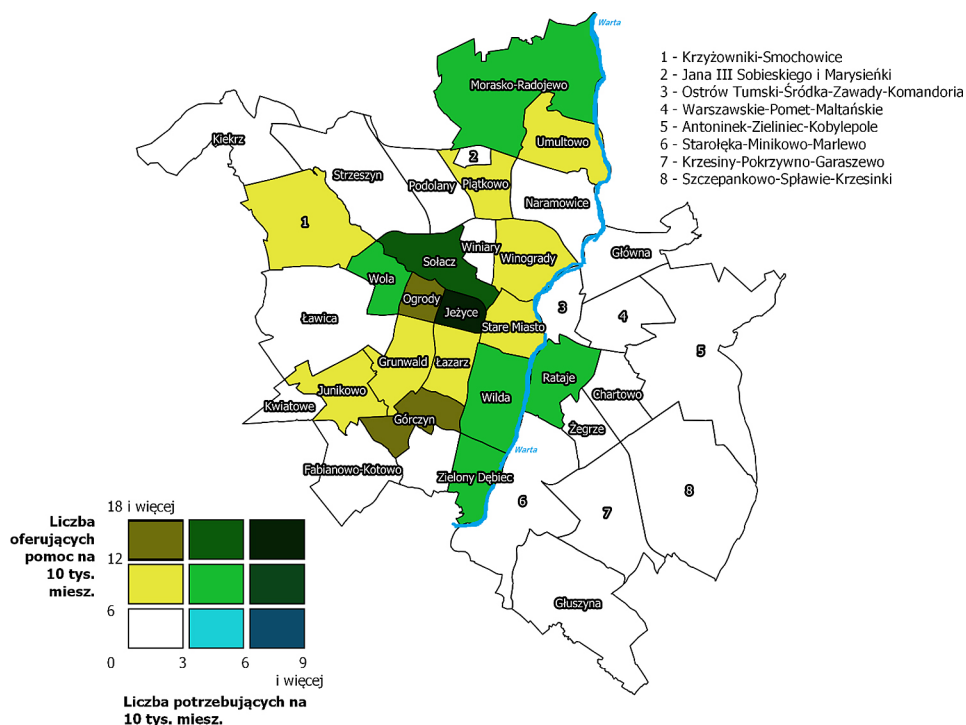 Warta
1 - Krzyżowniki-Smochowice
2 - Jana III Sobieskiego i Marysieńki
3 - Ostrów Tumski-Śródka-Zawady-Komandoria
4 - Warszawskie-Pomet-Maltańskie
5 - Antoninek-Zieliniec-Kobylepole
6 - Starołęka-Minikowo-Marlewo
7 - Krzesiny-Pokrzywno-Garaszewo
8 - Szczepankowo-Spławie-Krzesinki
Morasko-Radojewo
Kiekrz
Umultowo
2
Strzeszyn
Podolany
Piątkowo
Naramowice
1
Winiary
Winogrady
Główna
Sołacz
Wola
Ogrody
Jeżyce
3
4
Ławica
Stare Miasto
5
Grunwald
Łazarz
Rataje
Junikowo
Chartowo
Wilda
Kwiatowe
Górczyn
Żegrze
Warta
Fabianowo-Kotowo
Zielony Dębiec
6
7
8
Głuszyna
18 i więcej
Liczba
oferujących
pomoc na
10 tys.
miesz.
12
6
0 3 6 9
i więcej
Liczba potrzebujących na
10 tys. miesz.